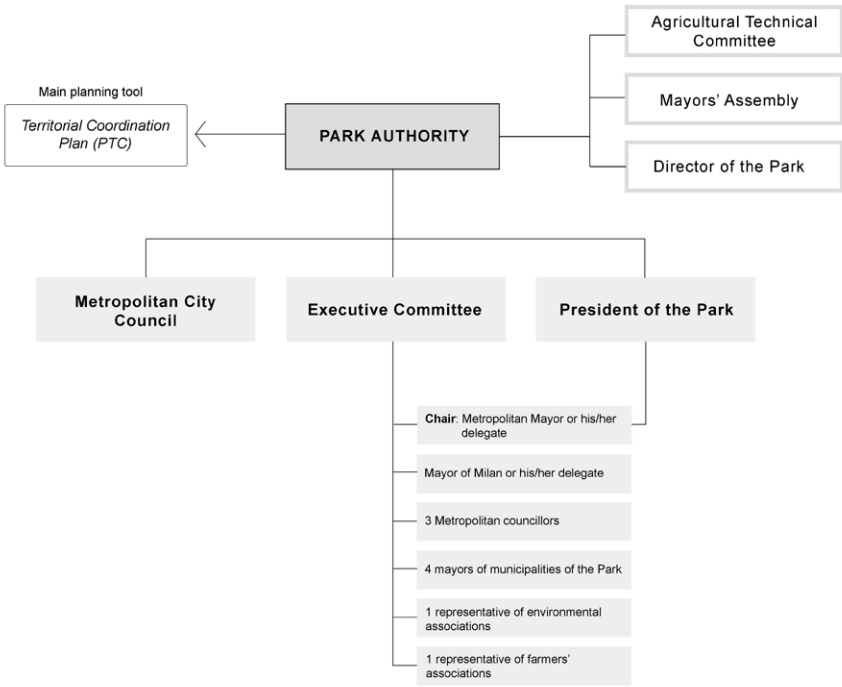 Agricultural Technical
Committee
Main planning tool
Territorial Coordination
Plan (PTC)
PARK AUTHORITY
Mayors' Assembly
Director of the Park
Metropolitan City
Council
Executive Committee
President of the Park
Chair: Metropolitan Mayor or his/her
delegate
Mayor of Milan or his/her delegate
3 Metropolitan councillors
4 mayors of municipalities of the Park
1 representative of environmental
associations
1 representative of farmers'
associations